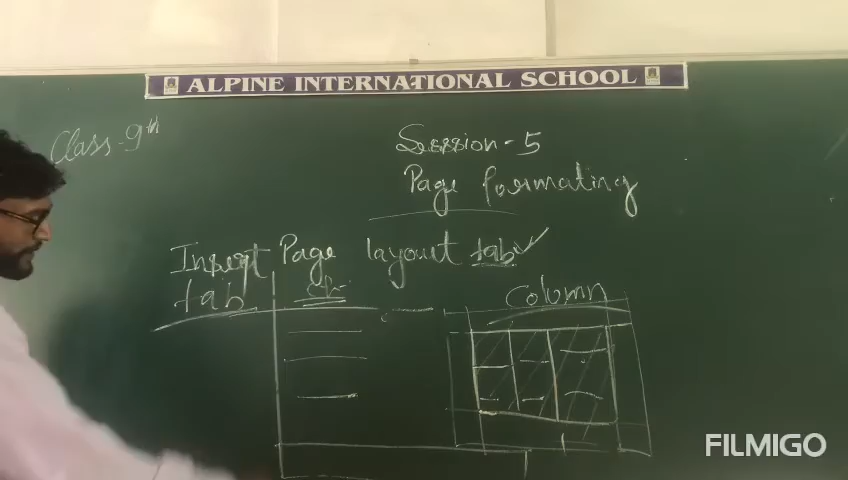 ALPINE INTERNATIONAL SCHOOL
Class-9th
Session-5
Page formating
Insert Page layout tab
tab
Column
FILMIGO